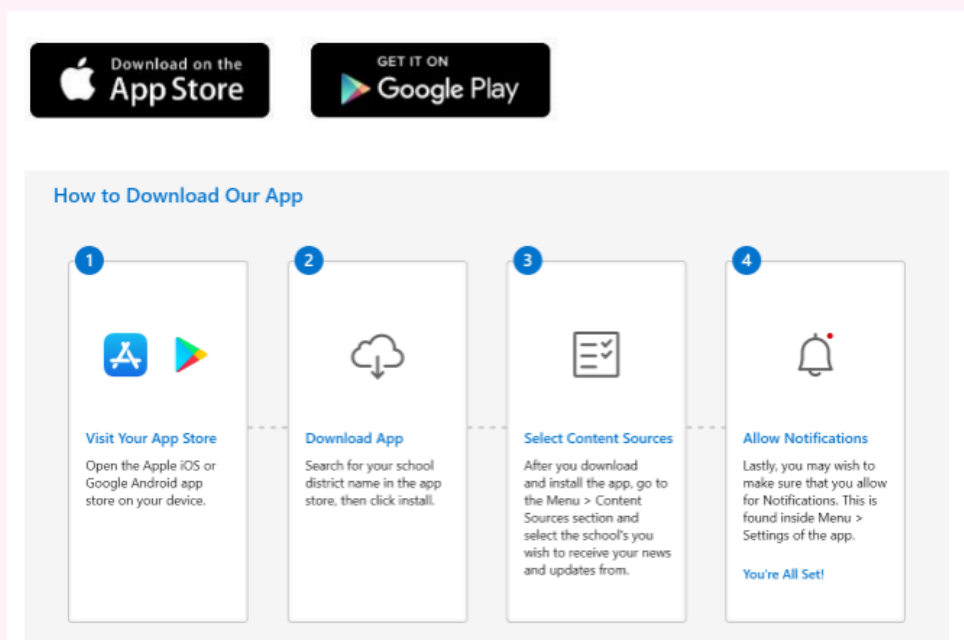 Download on the
App Store
GET IT ON
Google Play
How to Download Our App
1
Visit Your App Store
Open the Apple iOS or
Google Android app
store on your device.
2
Download App
Search for your school
district name in the app
store, then click install.
3
Select Content Sources
After you download
and install the app, go to
the Menu > Content
Sources section and
select the school's you
wish to receive your news
and updates from.
4
Allow Notifications
Lastly, you may wish to
make sure that you allow
for Notifications. This is
found inside Menu >
Settings of the app.
You're All Set!